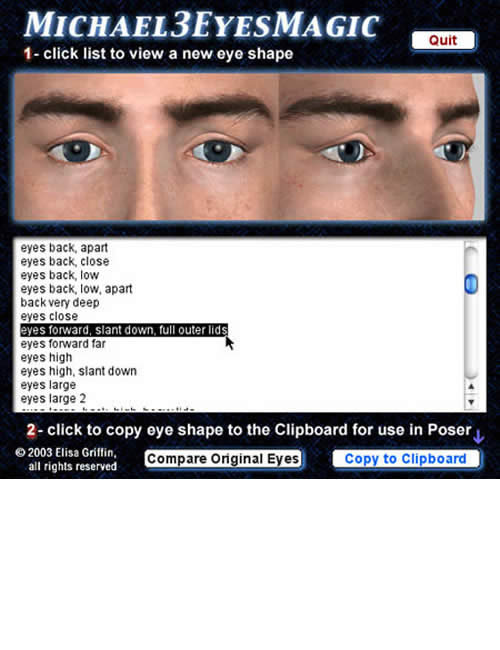 MICHAEL3EYESMAGIC
Quit
1- click list to view a new eye shape
eyes back, apart
eyes back, close
eyes back, low
eyes back, low, apart
back very deep
eyes close
eyes forward, slant down, full outer lids
eyes forward far
eyes high
eyes high, slant down
eyes large
eyes large 2
2- click to copy eye shape to the Clipboard for use in Poser
© 2003 Elisa Griffin,
all rights reserved
Compare Original Eyes
Copy to Clipboard